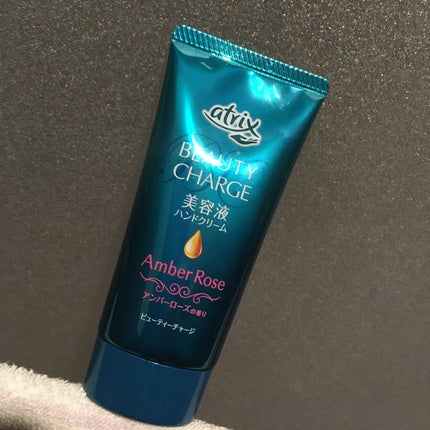 atrix
BEAUTY
CHARGE
美容液
ハンドクリーム
Amber Rose
アンバーローズの香り
ビューティーチャージ